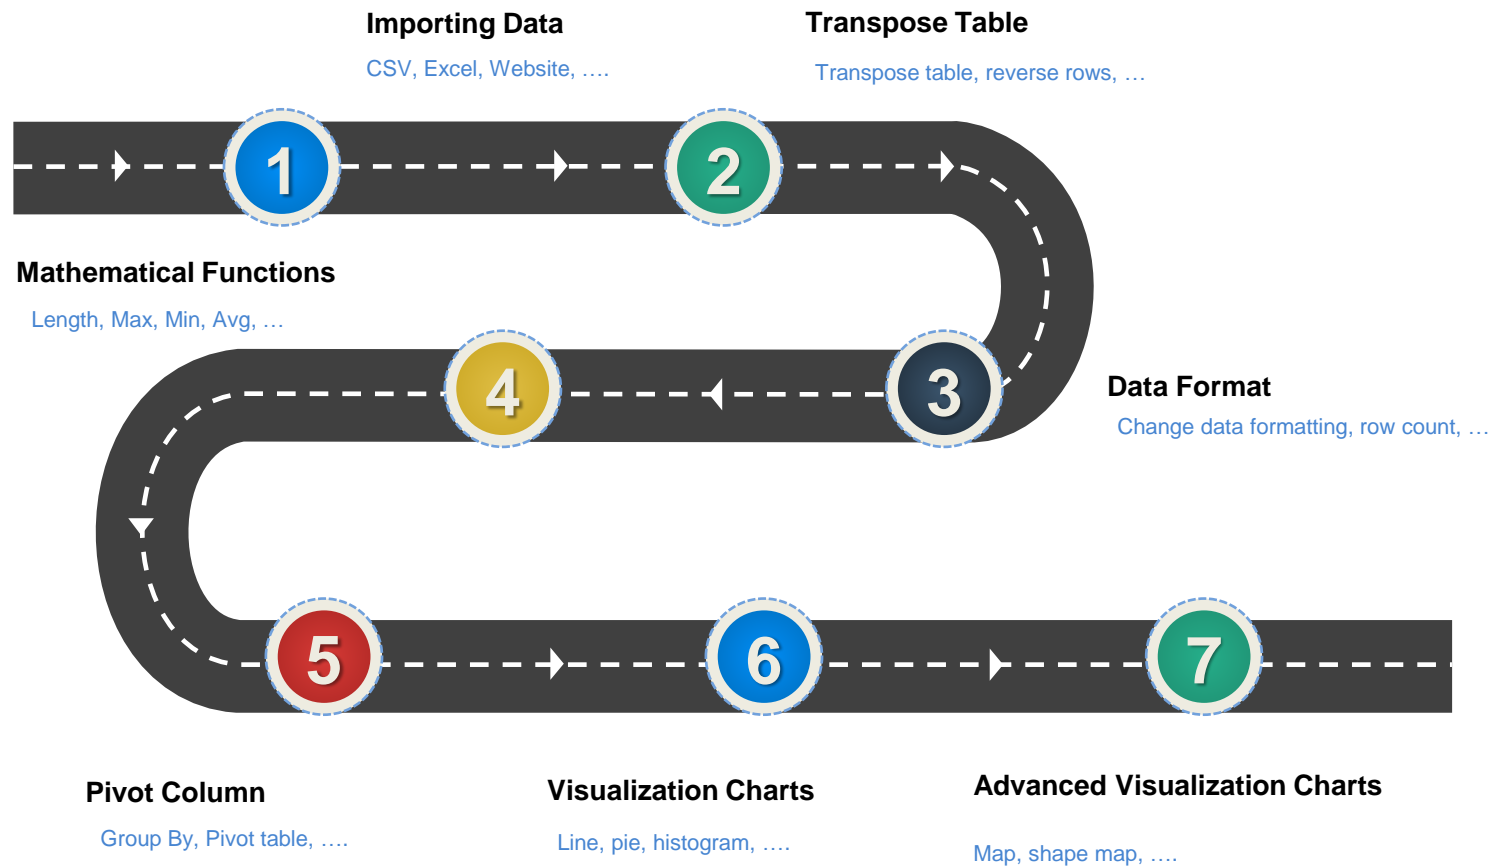 Importing Data
CSV, Excel, Website, ....
Transpose Table
Transpose table, reverse rows, …
1
2
Mathematical Functions
Length, Max, Min, Avg, …
4
3
Data Format
Change data formatting, row count, …
5
6
7
Pivot Column
Group By, Pivot table, ….
Visualization Charts
Line, pie, histogram, ….
Advanced Visualization Charts
Map, shape map, ….